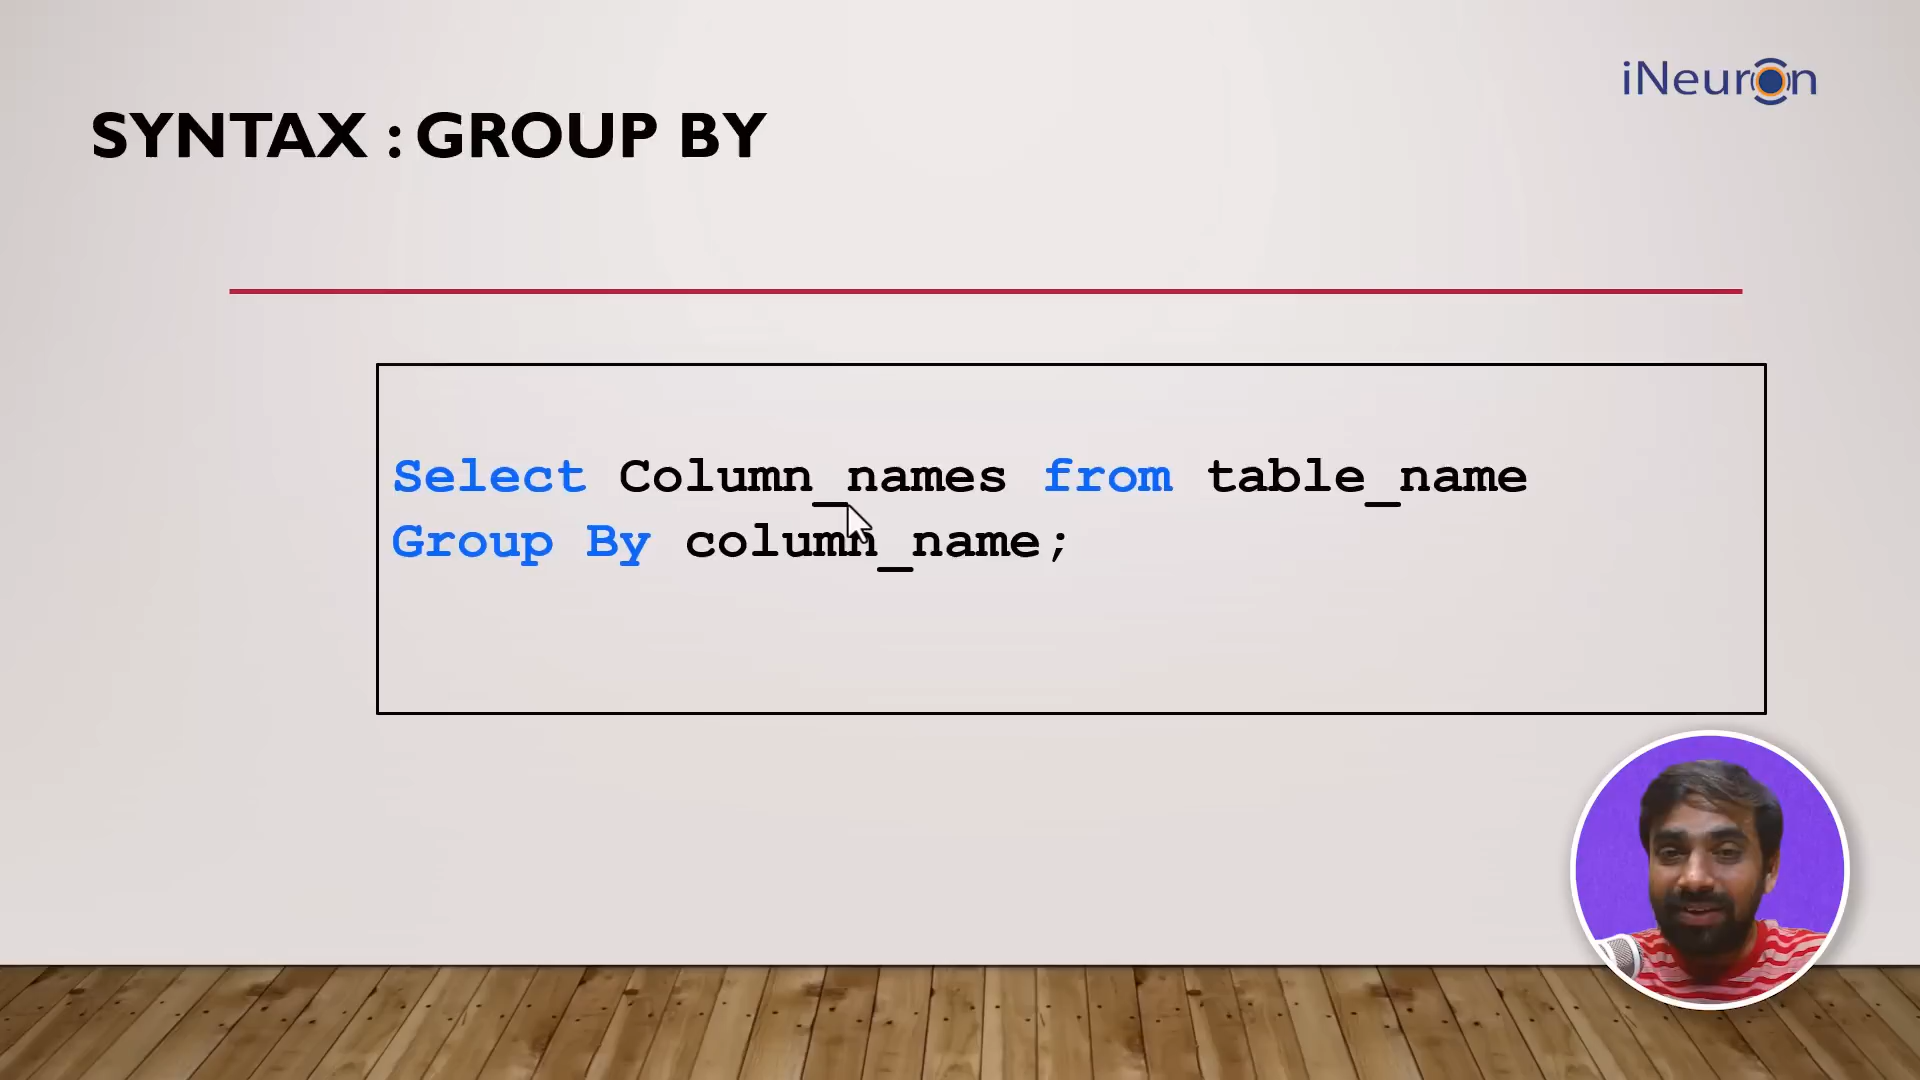 iNeuron
SYNTAX : GROUP BY
Select Column_names from table_name
Group By column_name;